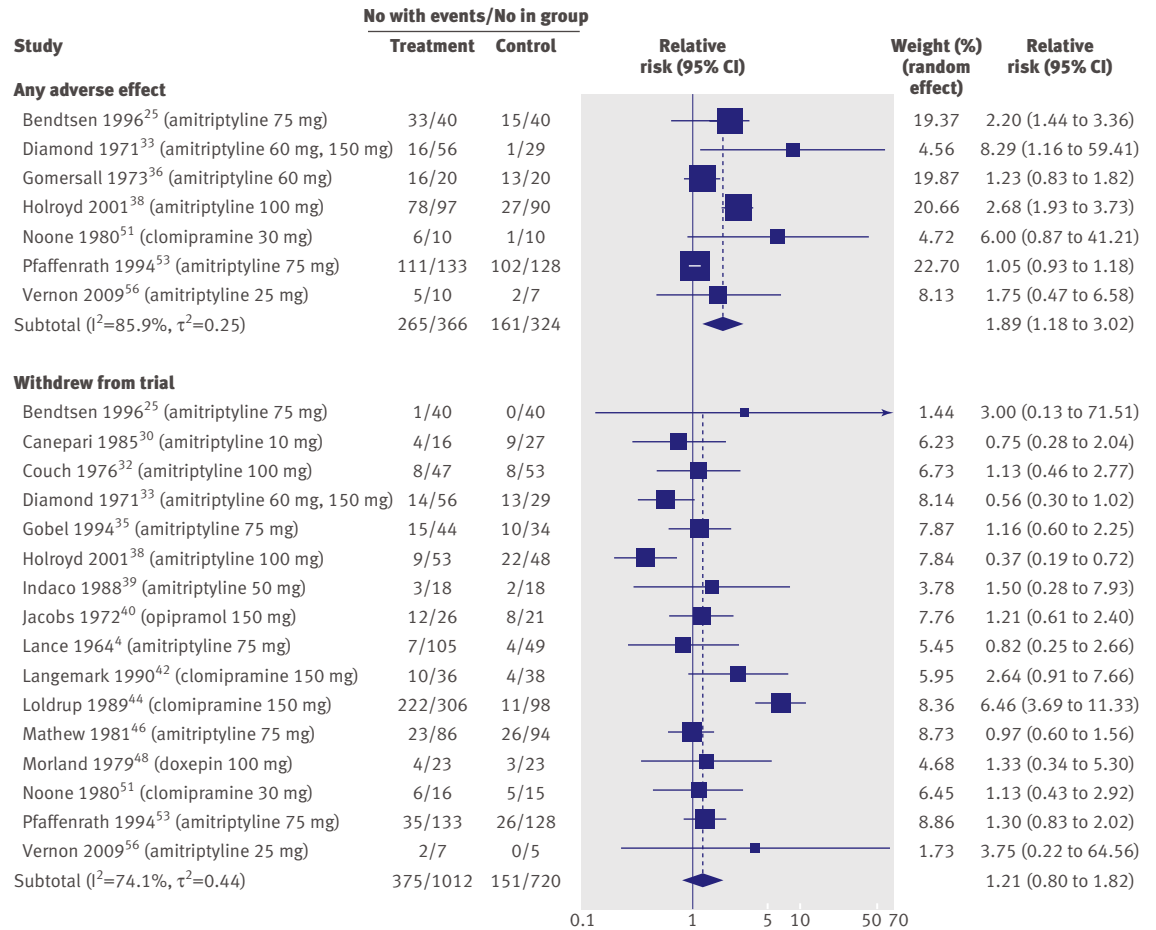 No with events/No in group
Study Treatment Control Relative risk (95% CI) Weight (%) (random effect) Relative risk (95% CI)
Any adverse effect
Bendtsen 1996²⁵ (amitriptyline 75 mg) 33/40 15/40 19.37 2.20 (1.44 to 3.36)
Diamond 1971³³ (amitriptyline 60 mg, 150 mg) 16/56 1/29 4.56 8.29 (1.16 to 59.41)
Gomersall 1973³⁶ (amitriptyline 60 mg) 16/20 13/20 19.87 1.23 (0.83 to 1.82)
Holroyd 2001³⁸ (amitriptyline 100 mg) 78/97 27/90 20.66 2.68 (1.93 to 3.73)
Noone 1980⁵¹ (clomipramine 30 mg) 6/10 1/10 4.72 6.00 (0.87 to 41.21)
Pfaffenrath 1994⁵³ (amitriptyline 75 mg) 111/133 102/128 22.70 1.05 (0.93 to 1.18)
Vernon 2009⁵⁶ (amitriptyline 25 mg) 5/10 2/7 8.13 1.75 (0.47 to 6.58)
Subtotal (I²=85.9%, τ²=0.25) 265/366 161/324 1.89 (1.18 to 3.02)
Withdrew from trial
Bendtsen 1996²⁵ (amitriptyline 75 mg) 1/40 0/40 1.44 3.00 (0.13 to 71.51)
Canepari 1985³⁰ (amitriptyline 10 mg) 4/16 9/27 6.23 0.75 (0.28 to 2.04)
Couch 1976³² (amitriptyline 100 mg) 8/47 8/53 6.73 1.13 (0.46 to 2.77)
Diamond 1971³³ (amitriptyline 60 mg, 150 mg) 14/56 13/29 8.14 0.56 (0.30 to 1.02)
Gobel 1994³⁵ (amitriptyline 75 mg) 15/44 10/34 7.87 1.16 (0.60 to 2.25)
Holroyd 2001³⁸ (amitriptyline 100 mg) 9/53 22/48 7.84 0.37 (0.19 to 0.72)
Indaco 1988³⁹ (amitriptyline 50 mg) 3/18 2/18 3.78 1.50 (0.28 to 7.93)
Jacobs 1972⁴⁰ (opipramol 150 mg) 12/26 8/21 7.76 1.21 (0.61 to 2.40)
Lance 1964⁴ (amitriptyline 75 mg) 7/105 4/49 5.45 0.82 (0.25 to 2.66)
Langemark 1990⁴² (clomipramine 150 mg) 10/36 4/38 5.95 2.64 (0.91 to 7.66)
Loldrup 1989⁴⁴ (clomipramine 150 mg) 222/306 11/98 8.36 6.46 (3.69 to 11.33)
Mathew 1981⁴⁶ (amitriptyline 75 mg) 23/86 26/94 8.73 0.97 (0.60 to 1.56)
Morland 1979⁴⁸ (doxepin 100 mg) 4/23 3/23 4.68 1.33 (0.34 to 5.30)
Noone 1980⁵¹ (clomipramine 30 mg) 6/16 5/15 6.45 1.13 (0.43 to 2.92)
Pfaffenrath 1994⁵³ (amitriptyline 75 mg) 35/133 26/128 8.86 1.30 (0.83 to 2.02)
Vernon 2009⁵⁶ (amitriptyline 25 mg) 2/7 0/5 1.73 3.75 (0.22 to 64.56)
Subtotal (I²=74.1%, τ²=0.44) 375/1012 151/720 1.21 (0.80 to 1.82)
0.1 1 5 10 50 70